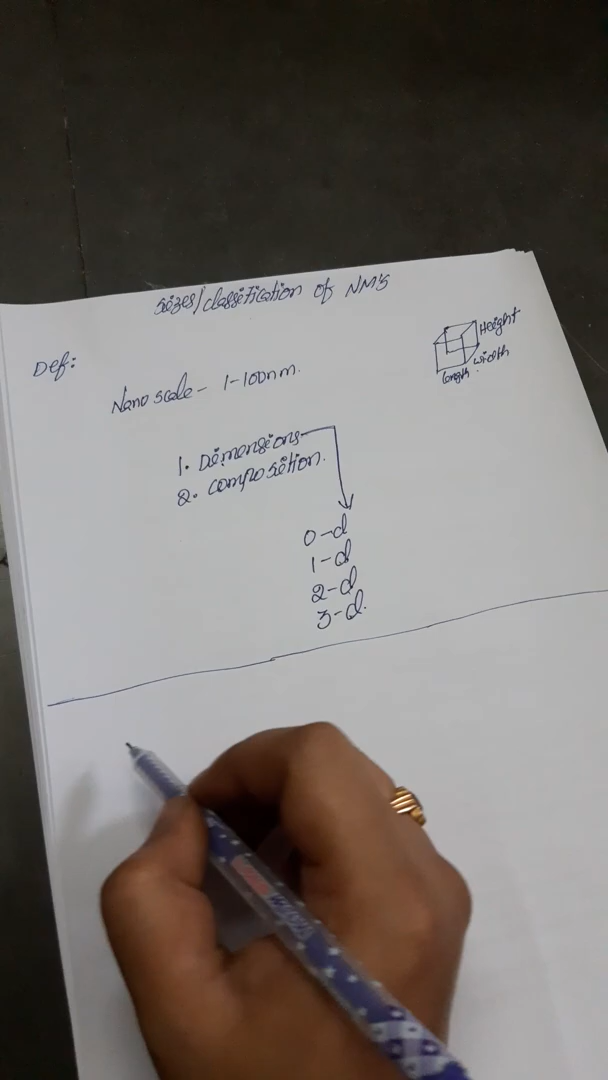 Sizes/classification of NM's
Def:
Height
width
length.
Nano scale - 1-100nm.
1. Dimensions
2. composition.
0-d
1-d
2-d
3-d.